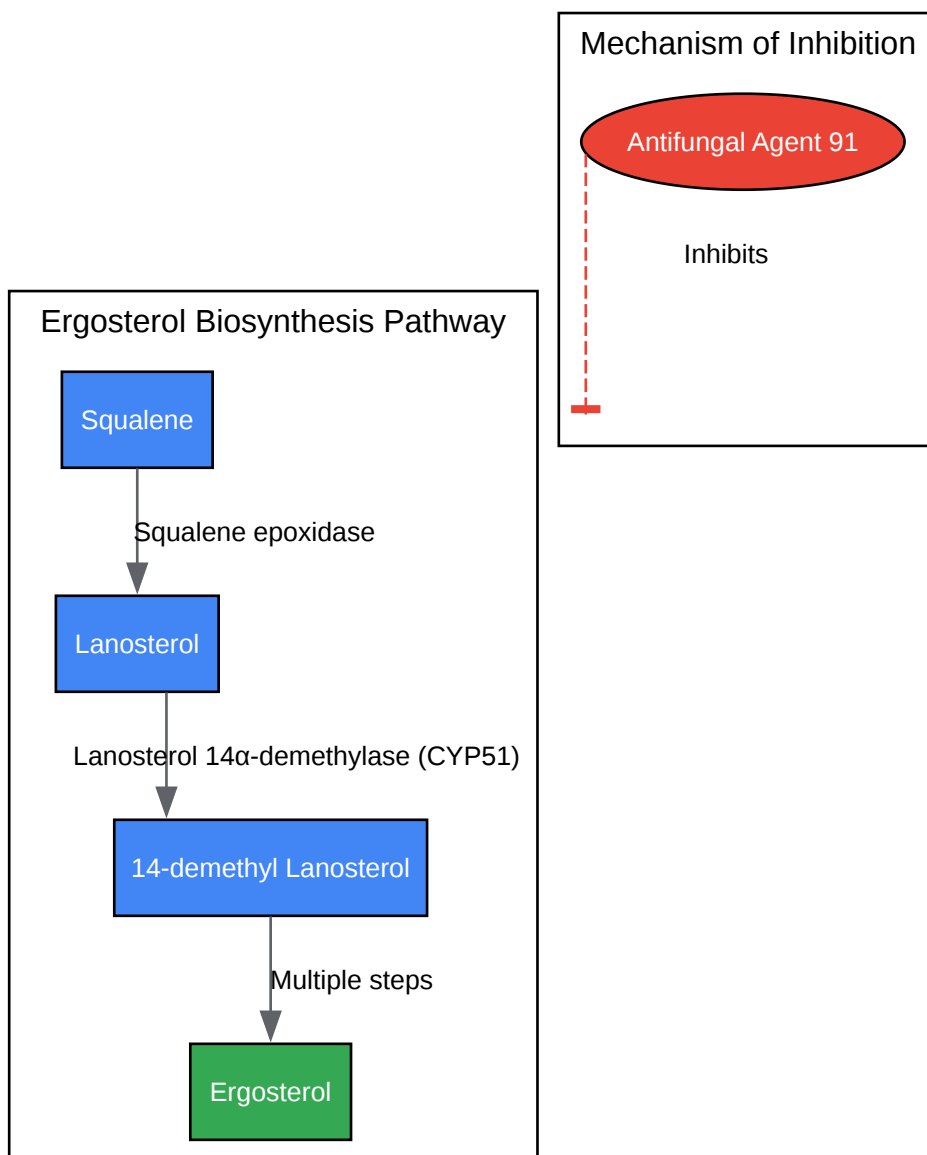 Mechanism of Inhibition
Antifungal Agent 91
Inhibits
Ergosterol Biosynthesis Pathway
Squalene
Squalene epoxidase
Lanosterol
Lanosterol 14α-demethylase (CYP51)
14-demethyl Lanosterol
Multiple steps
Ergosterol